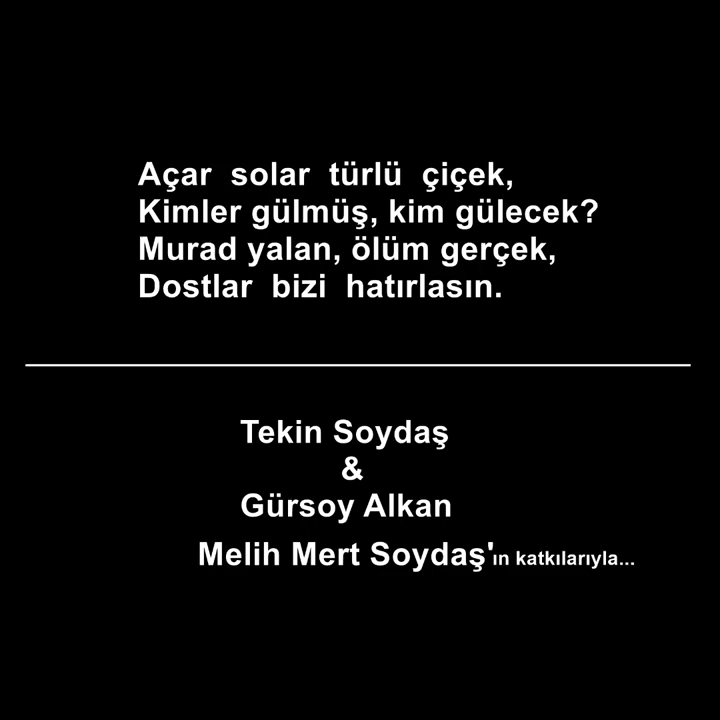 Açar solar türlü çiçek,
Kimler gülmüş, kim gülecek?
Murad yalan, ölüm gerçek,
Dostlar bizi hatırlasın.
Tekin Soydaş
&
Gürsoy Alkan
Melih Mert Soydaş'ın katkılarıyla...